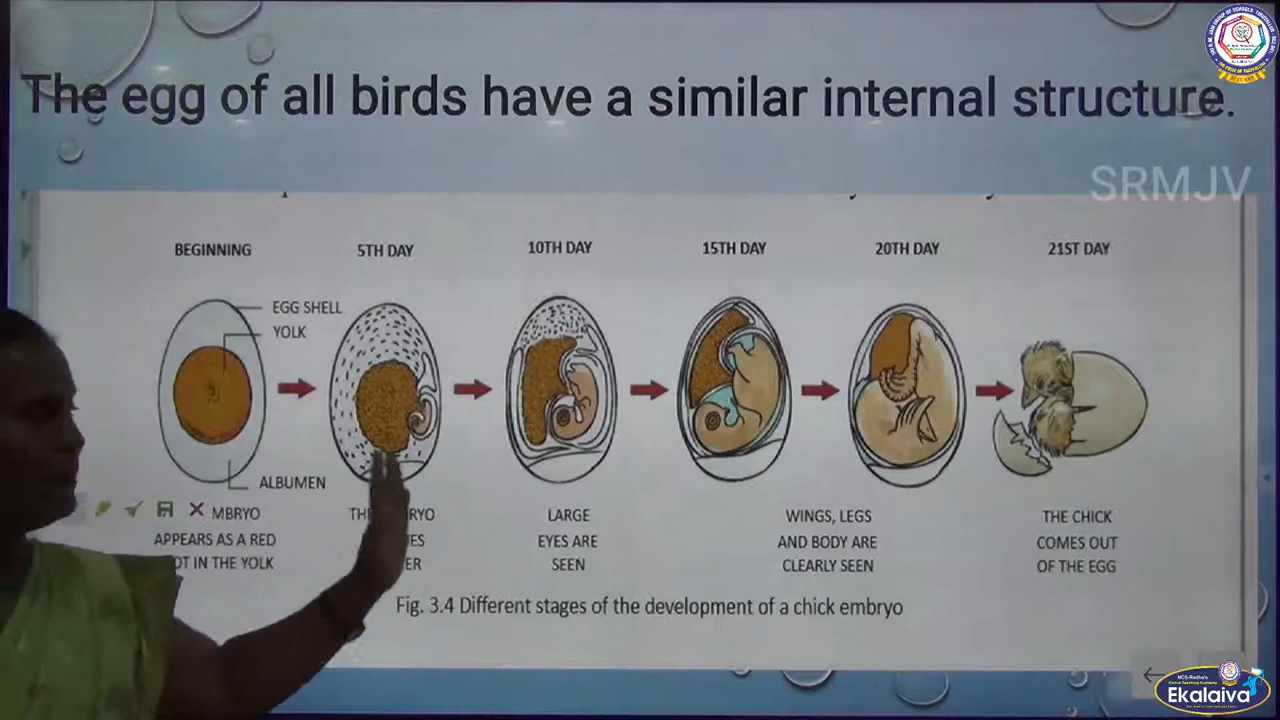 The egg of all birds have a similar internal structure.
SRMJV
BEGINNING
5TH DAY
10TH DAY
15TH DAY
20TH DAY
21ST DAY
EGG SHELL
YOLK
ALBUMEN
MBRYO
APPEARS AS A RED
OT IN THE YOLK
LARGE
EYES ARE
SEEN
WINGS, LEGS
AND BODY ARE
CLEARLY SEEN
THE CHICK
COMES OUT
OF THE EGG
Fig. 3.4 Different stages of the development of a chick embryo
Ekalaiva